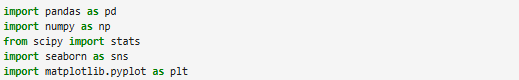 import pandas as pd
import numpy as np
from scipy import stats
import seaborn as sns
import matplotlib.pyplot as plt